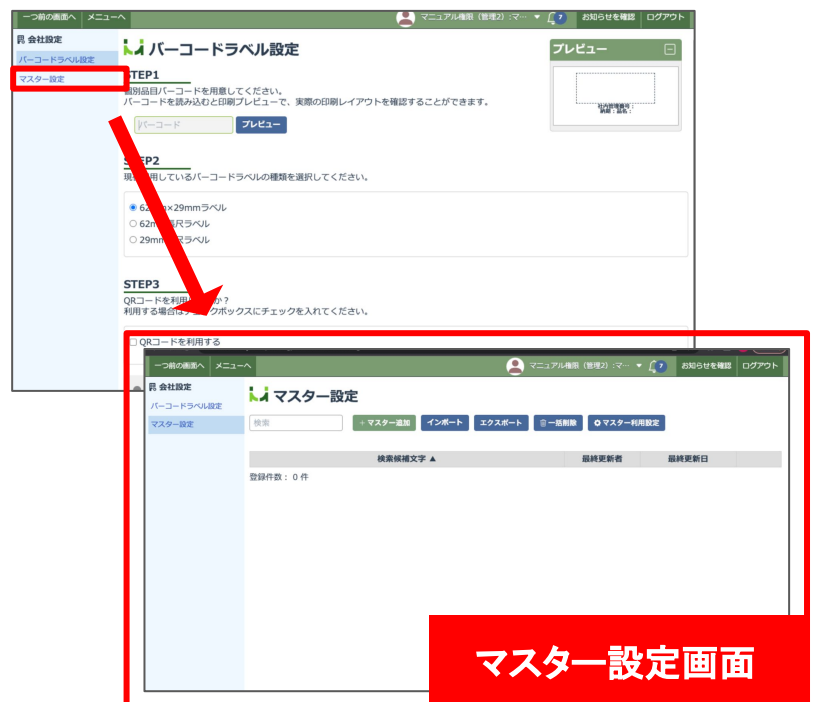 一つ前の画面へ メニューへ マニュアル権限（管理2）:マ… ▼ 7 お知らせを確認 ログアウト
会社設定
バーコードラベル設定
マスター設定
バーコードラベル設定
STEP1
個別品目バーコードを用意してください。
バーコードを読み込むと印刷プレビューで、実際の印刷レイアウトを確認することができます。
バーコード プレビュー
プレビュー
社内管理番号：
納期：品名：
STEP2
現在利用しているバーコードラベルの種類を選択してください。
62mm×29mmラベル
62mm長尺ラベル
29mm長尺ラベル
STEP3
QRコードを利用しますか？
利用する場合はチェックボックスにチェックを入れてください。
QRコードを利用する
一つ前の画面へ メニューへ マニュアル権限（管理2）:マ… ▼ 7 お知らせを確認 ログアウト
会社設定
バーコードラベル設定
マスター設定
マスター設定
検索 +マスター追加 インポート エクスポート 一括削除 マスター利用設定
検索候補文字 ▲ 最終更新者 最終更新日
登録件数： 0 件
マスター設定画面